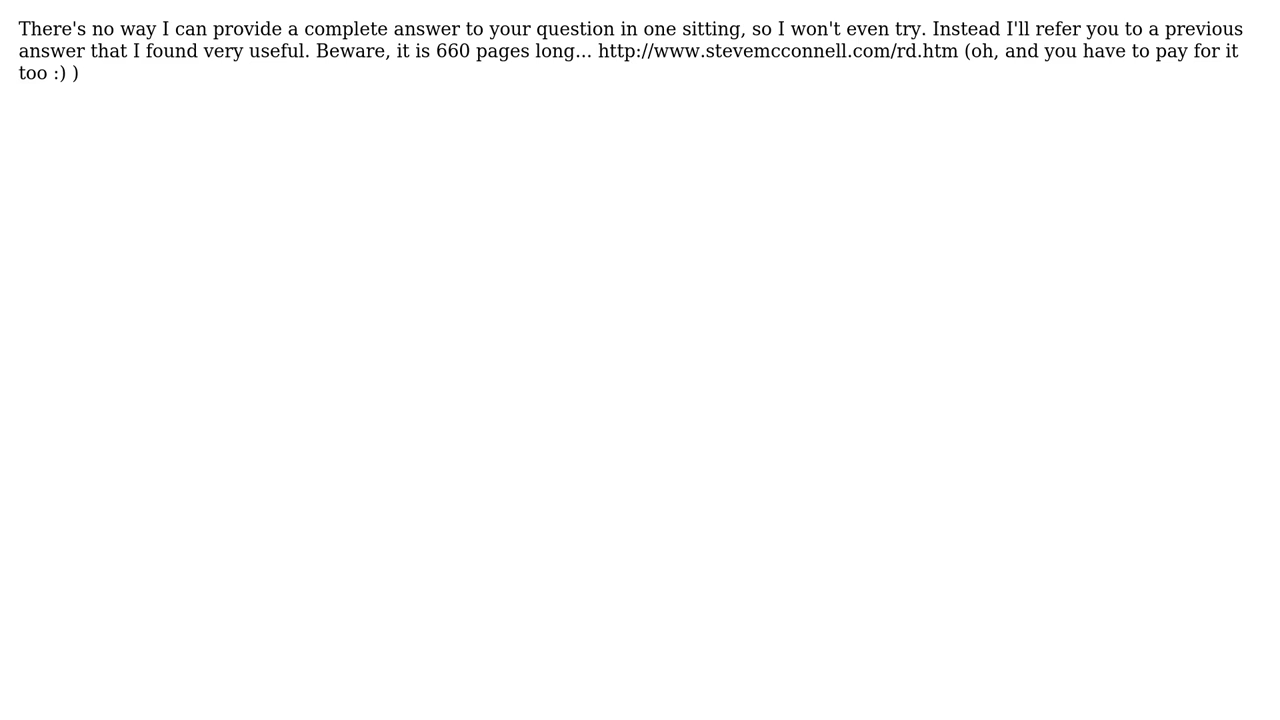 There's no way I can provide a complete answer to your question in one sitting, so I won't even try. Instead I'll refer you to a previous
answer that I found very useful. Beware, it is 660 pages long... http://www.stevemcconnell.com/rd.htm (oh, and you have to pay for it
too :) )